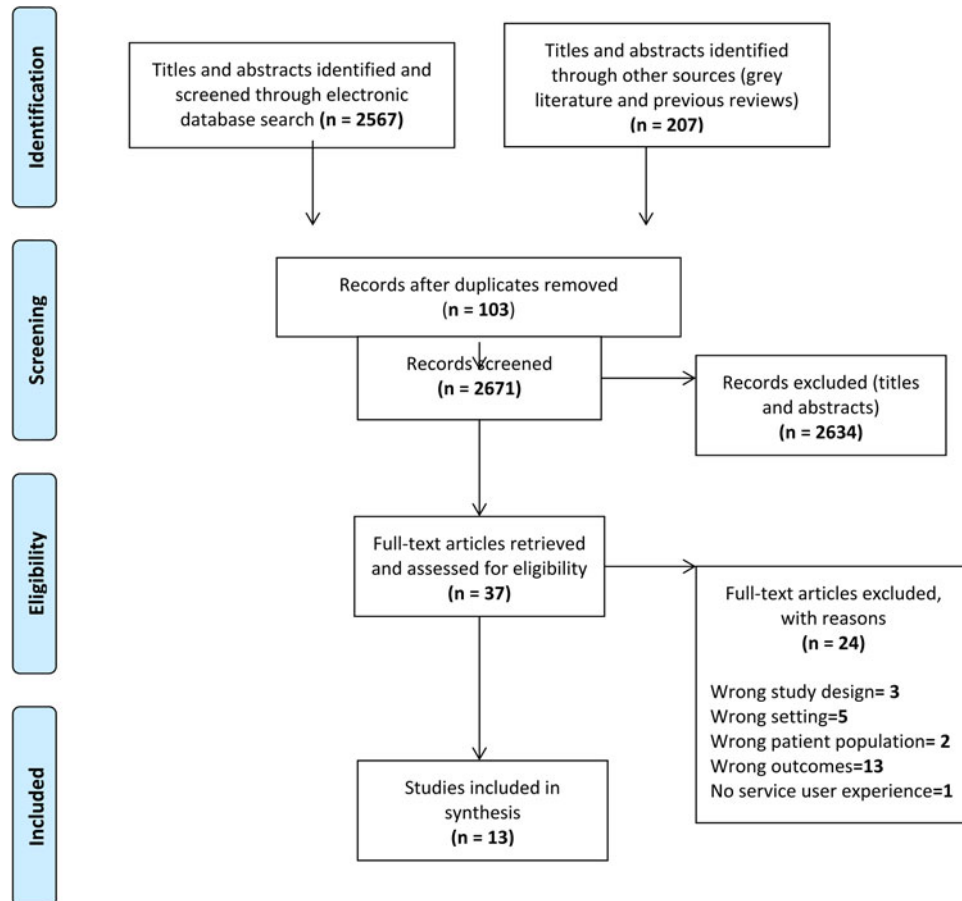 Identification
Titles and abstracts identified and
screened through electronic
database search (n = 2567)
Titles and abstracts identified
through other sources (grey
literature and previous reviews)
(n = 207)
Screening
Records after duplicates removed
(n = 103)
Records screened
(n = 2671)
Records excluded (titles
and abstracts)
(n = 2634)
Eligibility
Full-text articles retrieved
and assessed for eligibility
(n = 37)
Full-text articles excluded,
with reasons
(n = 24)
Wrong study design= 3
Wrong setting=5
Wrong patient population= 2
Wrong outcomes=13
No service user experience=1
Included
Studies included in
synthesis
(n = 13)